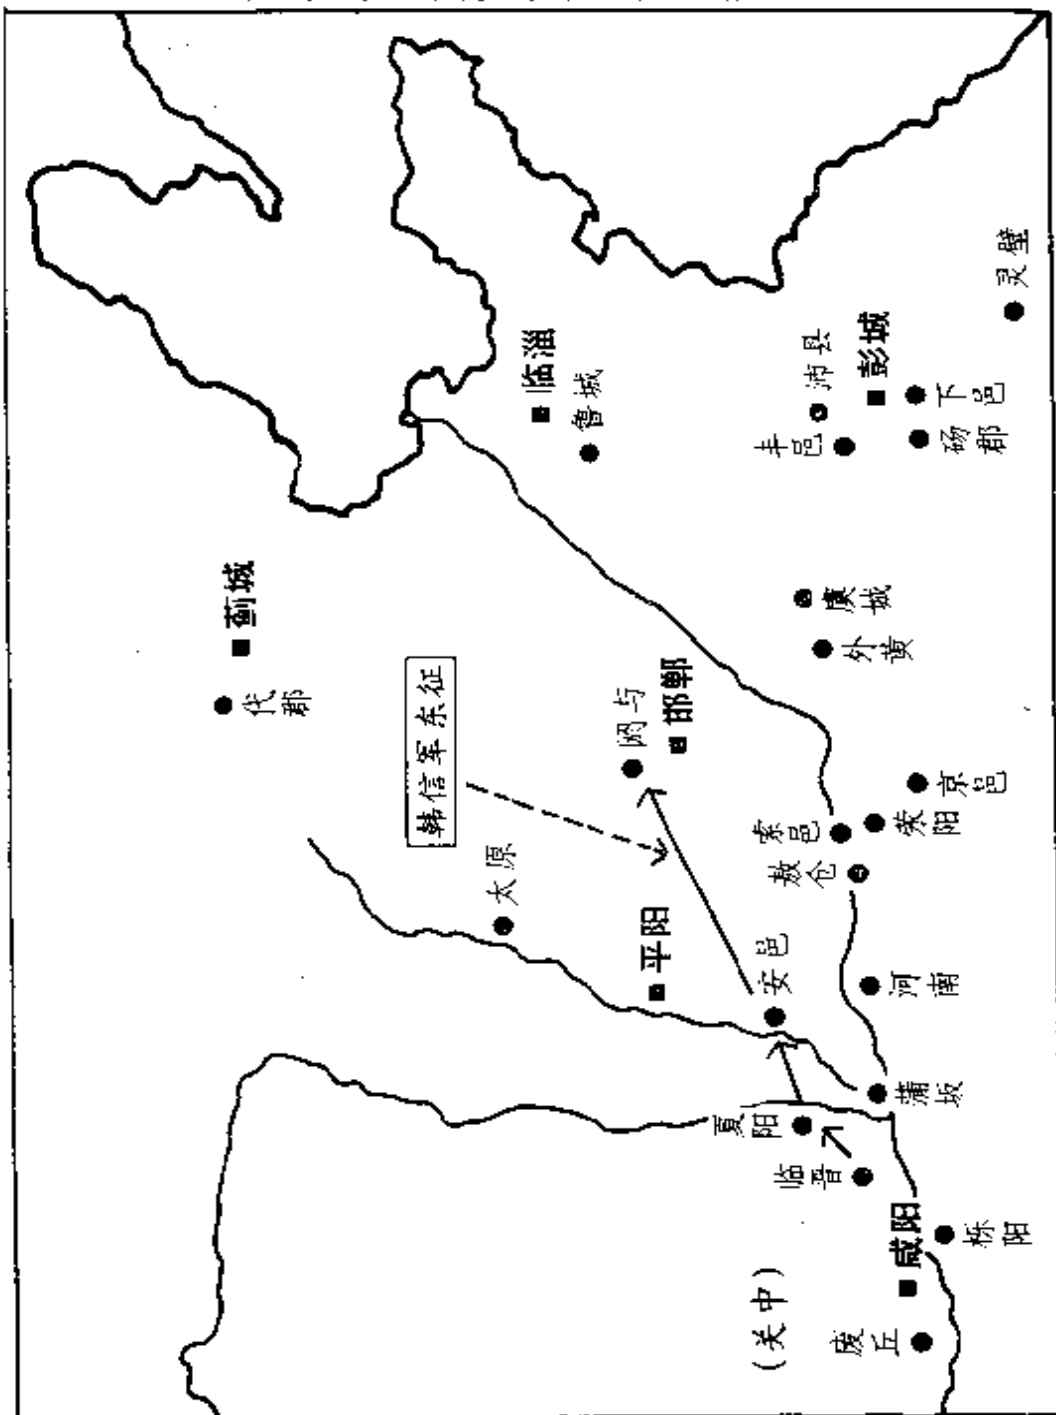 蓟城
代郡
临淄
鲁城
韩信军东征
阏与
邯郸
太原
平阳
安邑
夏阳
临晋
蒲坂
河南
敖仓
索邑
荥阳
京邑
外黄
虞城
丰邑
沛县
彭城
下邑
砀郡
灵壁
(关中)
咸阳
栎阳
废丘